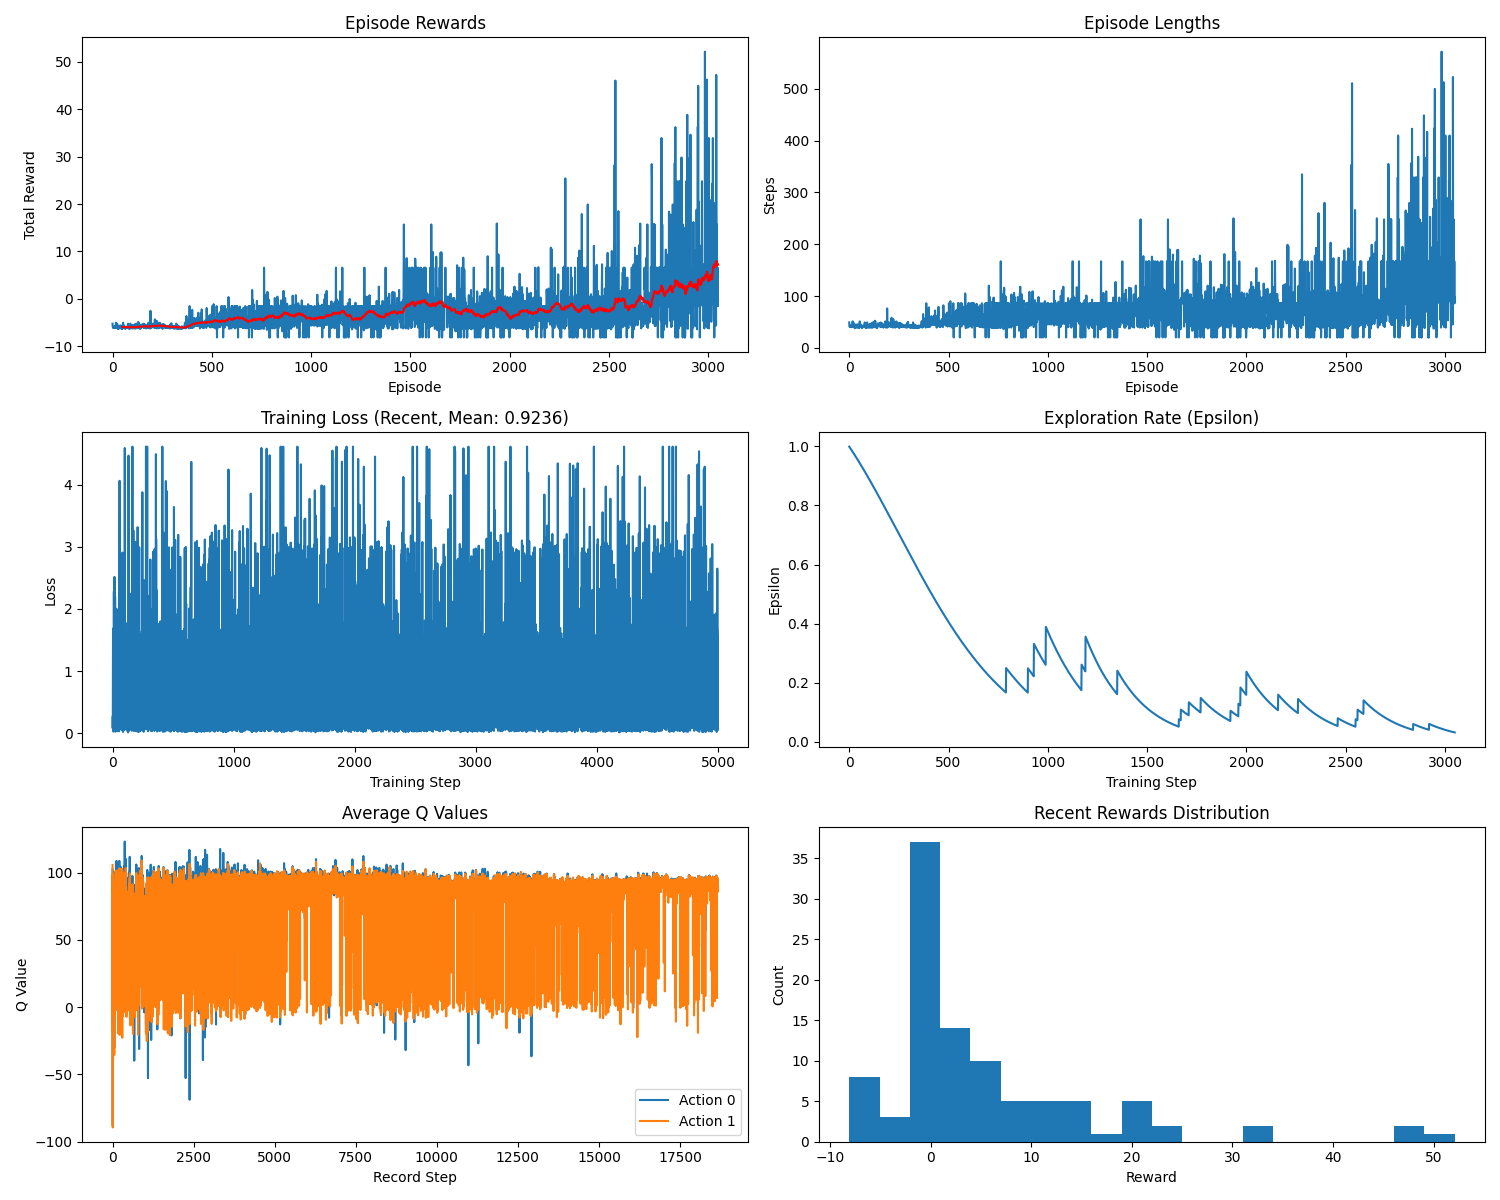 Episode Rewards
Total Reward
50
40
30
20
10
0
−10
0 500 1000 1500 2000 2500 3000
Episode
Episode Lengths
Steps
500
400
300
200
100
0
0 500 1000 1500 2000 2500 3000
Episode
Training Loss (Recent, Mean: 0.9236)
Loss
4
3
2
1
0
0 1000 2000 3000 4000 5000
Training Step
Exploration Rate (Epsilon)
Epsilon
1.0
0.8
0.6
0.4
0.2
0.0
0 500 1000 1500 2000 2500 3000
Training Step
Average Q Values
Q Value
100
50
0
−50
−100
Action 0
Action 1
0 2500 5000 7500 10000 12500 15000 17500
Record Step
Recent Rewards Distribution
Count
35
30
25
20
15
10
5
0
−10 0 10 20 30 40 50
Reward